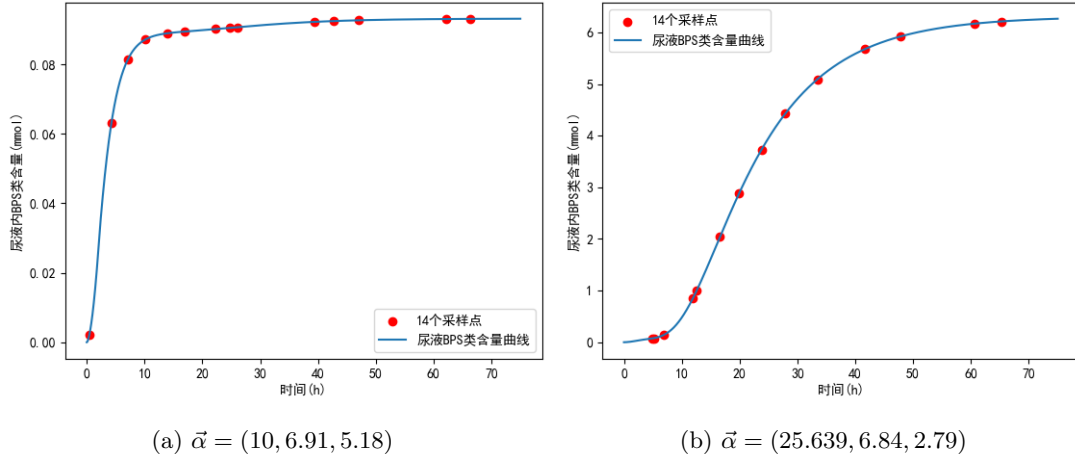 0.08
0.06
0.04
0.02
0.00
尿液内BPS类含量(mmol)
0 10 20 30 40 50 60 70
时间(h)
14个采样点
尿液BPS类含量曲线
(a) α⃗ = (10, 6.91, 5.18)
14个采样点
尿液BPS类含量曲线
6
5
4
3
2
1
0
尿液内BPS类含量(mmol)
0 10 20 30 40 50 60 70
时间(h)
(b) α⃗ = (25.639, 6.84, 2.79)